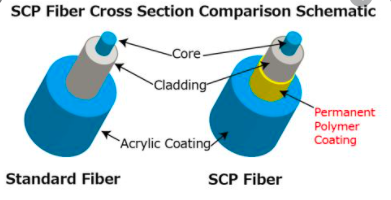 SCP Fiber Cross Section Comparison Schematic
Core
Cladding
Permanent
Polymer
Coating
Acrylic Coating
Standard Fiber
SCP Fiber